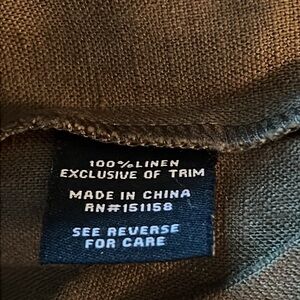 100%LINEN
EXCLUSIVE OF TRIM
MADE IN CHINA
RN#151158
SEE REVERSE
FOR CARE